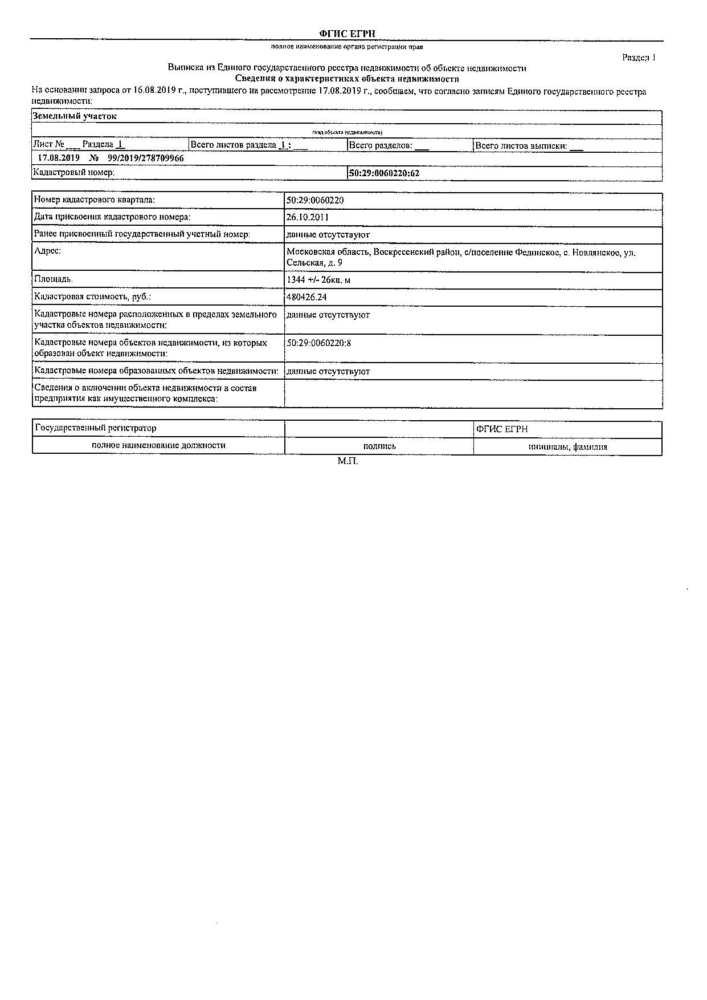 ФГИС ЕГРН
полное наименование органа регистрации прав
Раздел 1
Выписка из Единого государственного реестра недвижимости об объекте недвижимости
Сведения о характеристиках объекта недвижимости
На основании запроса от 16.08.2019 г., поступившего на рассмотрение 17.08.2019 г., сообщаем, что согласно записям Единого государственного реестра
недвижимости:
Земельный участок
(вид объекта недвижимости)
Лист № ___ Раздела 1 Всего листов раздела 1 : ___ Всего разделов: ___ Всего листов выписки: ___
17.08.2019 № 99/2019/278709966
Кадастровый номер: 50:29:0060220:62
Номер кадастрового квартала: 50:29:0060220
Дата присвоения кадастрового номера: 26.10.2011
Ранее присвоенный государственный учетный номер: данные отсутствуют
Адрес: Московская область, Воскресенский район, с/поселение Фединское, с. Новлянское, ул.
Сельская, д. 9
Площадь. 1344 +/- 26кв. м
Кадастровая стоимость, руб.: 480426.24
Кадастровые номера расположенных в пределах земельного данные отсутствуют
участка объектов недвижимости:
Кадастровые номера объектов недвижимости, из которых 50:29:0060220:8
образован объект недвижимости:
Кадастровые номера образованных объектов недвижимости: данные отсутствуют
Сведения о включении объекта недвижимости в состав
предприятия как имущественного комплекса:
Государственный регистратор ФГИС ЕГРН
полное наименование должности подпись инициалы, фамилия
М.П.